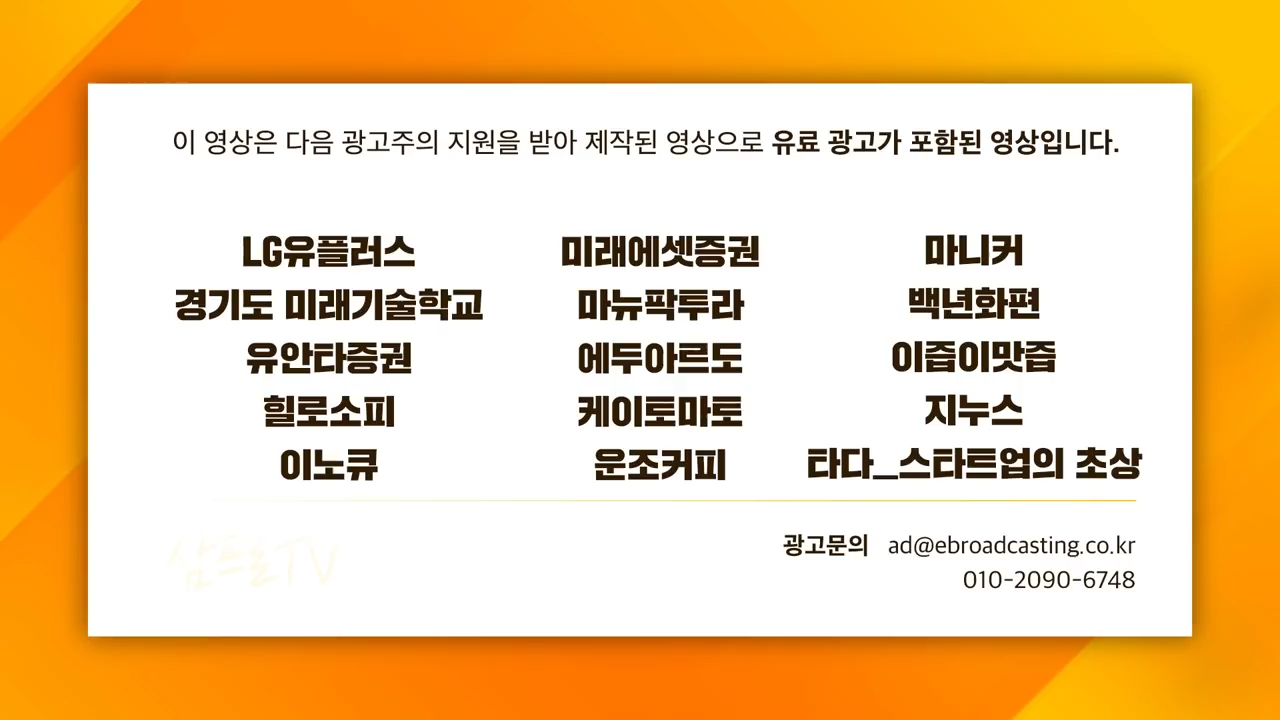 이 영상은 다음 광고주의 지원을 받아 제작된 영상으로 유료 광고가 포함된 영상입니다.
LG유플러스 미래에셋증권 마니커
경기도 미래기술학교 마뉴팍투라 백년화편
유안타증권 에두아르도 이즙이맛즙
힐로소피 케이토마토 지누스
이노큐 운조커피 타다_스타트업의 초상
삼프로TV
광고문의 ad@ebroadcasting.co.kr
010-2090-6748